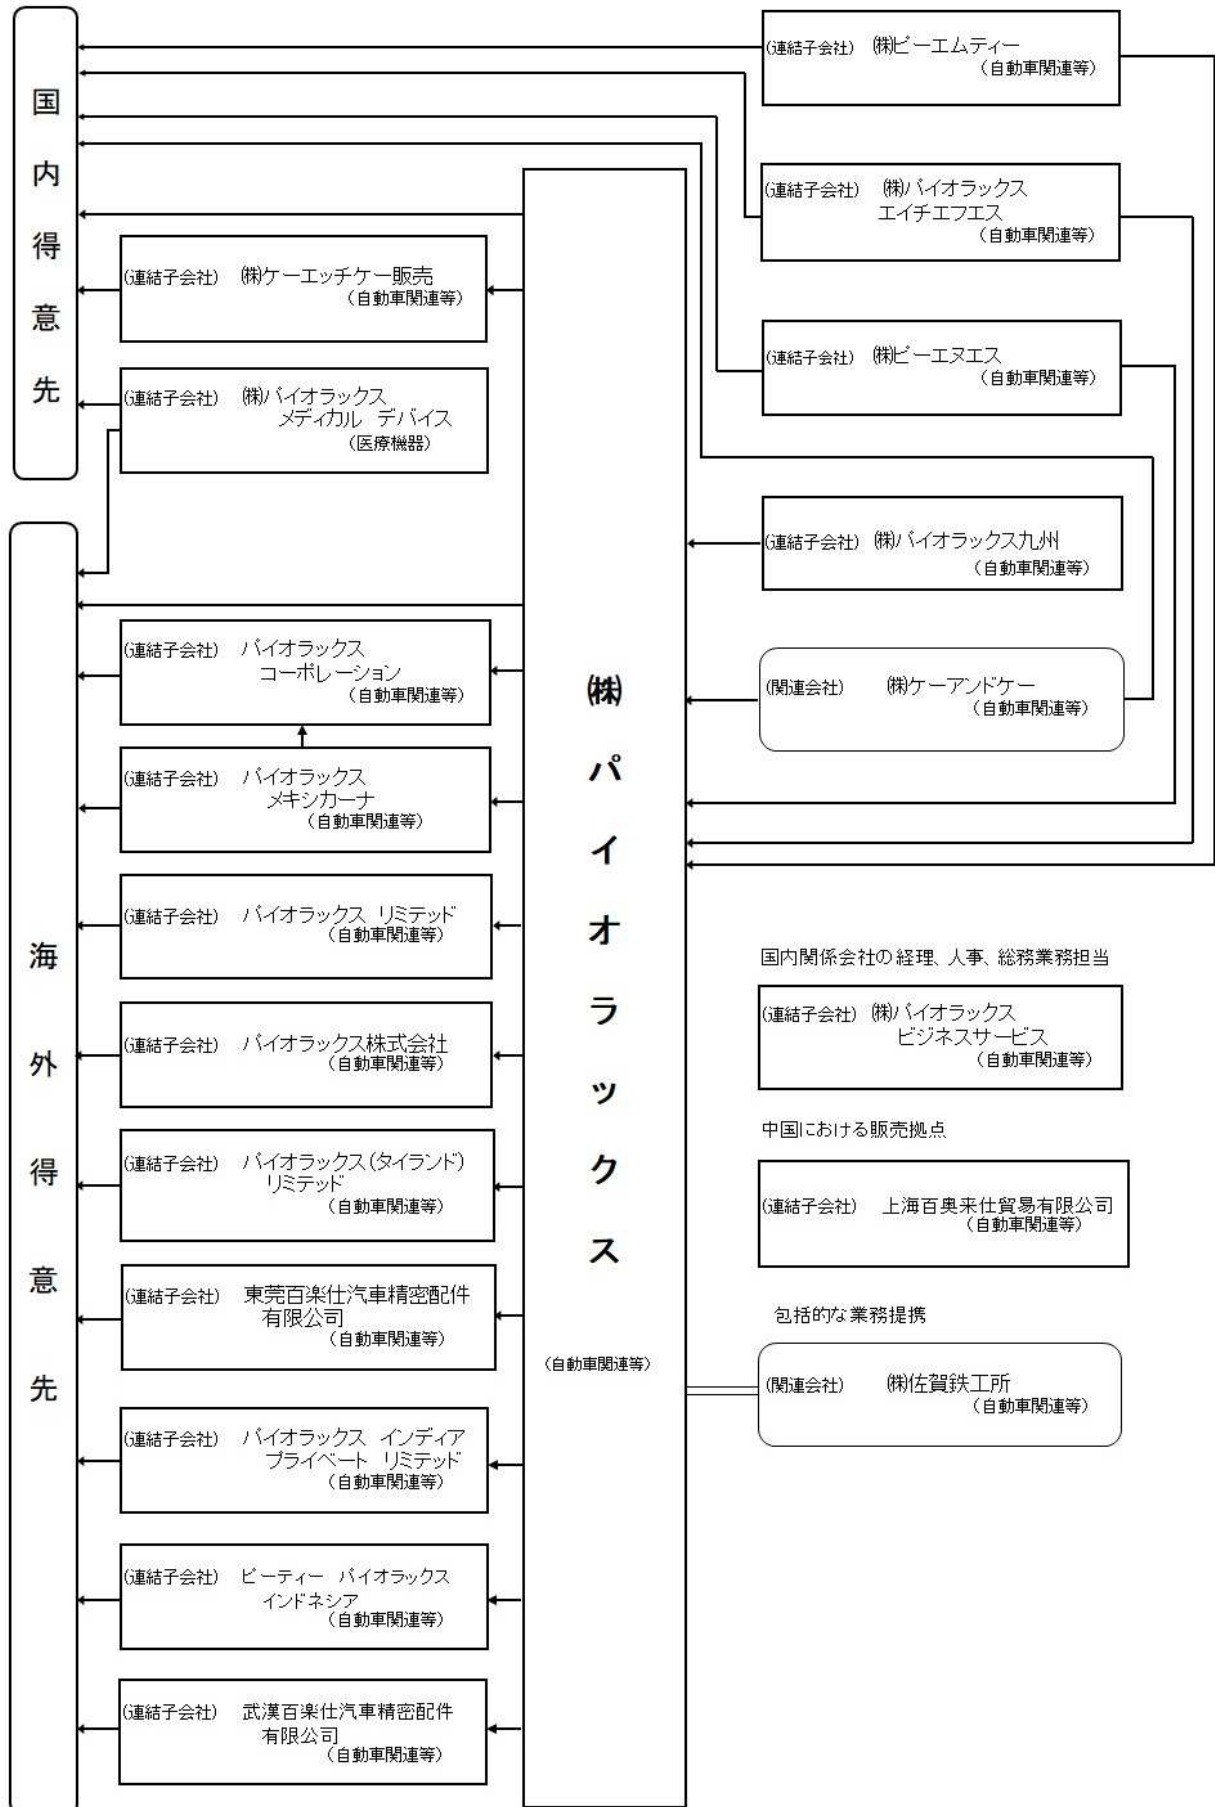 国内得意先
海外得意先
(連結子会社) ㈱ケーエッチケー販売
(自動車関連等)
(連結子会社) ㈱パイオラックス
メディカル デバイス
(医療機器)
(連結子会社) パイオラックス
コーポレーション
(自動車関連等)
(連結子会社) パイオラックス
メキシカーナ
(自動車関連等)
(連結子会社) パイオラックス リミテッド
(自動車関連等)
(連結子会社) パイオラックス株式会社
(自動車関連等)
(連結子会社) パイオラックス(タイランド)
リミテッド
(自動車関連等)
(連結子会社) 東莞百楽仕汽車精密配件
有限公司
(自動車関連等)
(連結子会社) パイオラックス インディア
プライベート リミテッド
(自動車関連等)
(連結子会社) ピーティー パイオラックス
インドネシア
(自動車関連等)
(連結子会社) 武漢百楽仕汽車精密配件
有限公司
(自動車関連等)
㈱パイオラックス
(自動車関連等)
(連結子会社) ㈱ピーエムティー
(自動車関連等)
(連結子会社) ㈱パイオラックス
エイチエフエス
(自動車関連等)
(連結子会社) ㈱ピーエヌエス
(自動車関連等)
(連結子会社) ㈱パイオラックス九州
(自動車関連等)
(関連会社) ㈱ケーアンドケー
(自動車関連等)
国内関係会社の経理、人事、総務業務担当
(連結子会社) ㈱パイオラックス
ビジネスサービス
(自動車関連等)
中国における販売拠点
(連結子会社) 上海百奥来仕貿易有限公司
(自動車関連等)
包括的な業務提携
(関連会社) ㈱佐賀鉄工所
(自動車関連等)